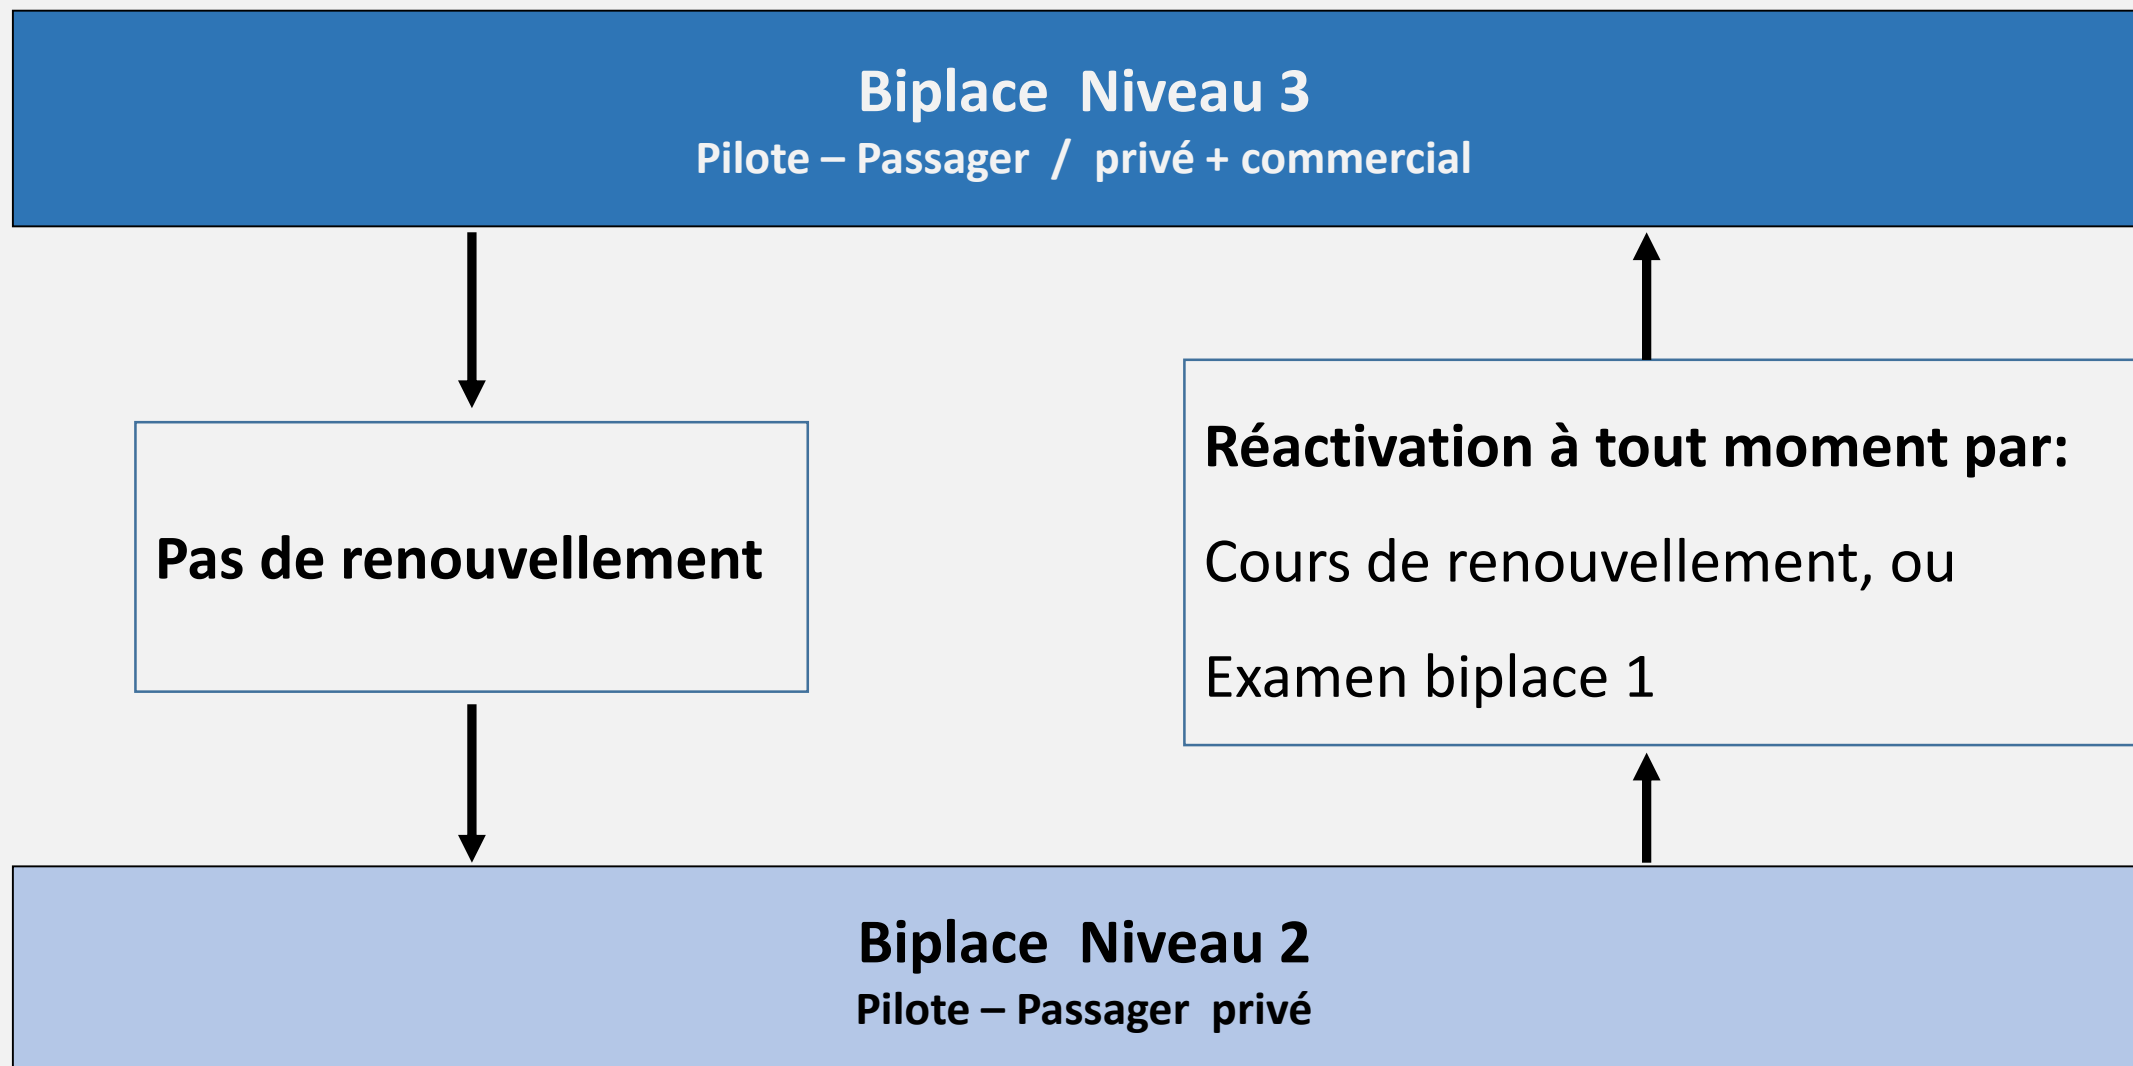 Biplace Niveau 3
Pilote – Passager / privé + commercial
Pas de renouvellement
Réactivation à tout moment par:
Cours de renouvellement, ou
Examen biplace 1
Biplace Niveau 2
Pilote – Passager privé